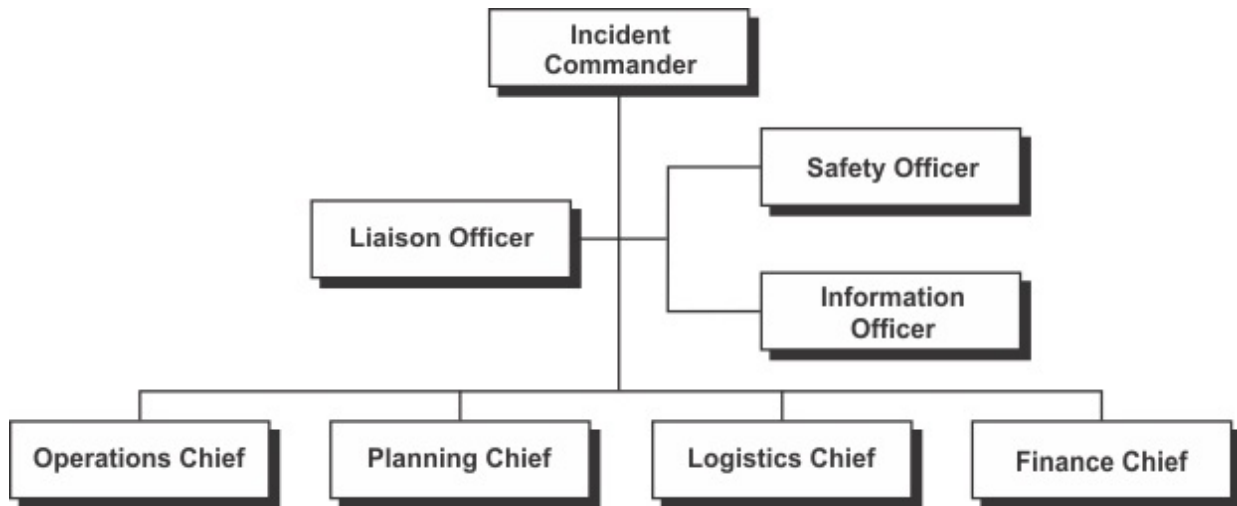 Incident
Commander
Safety Officer
Liaison Officer
Information
Officer
Operations Chief
Planning Chief
Logistics Chief
Finance Chief